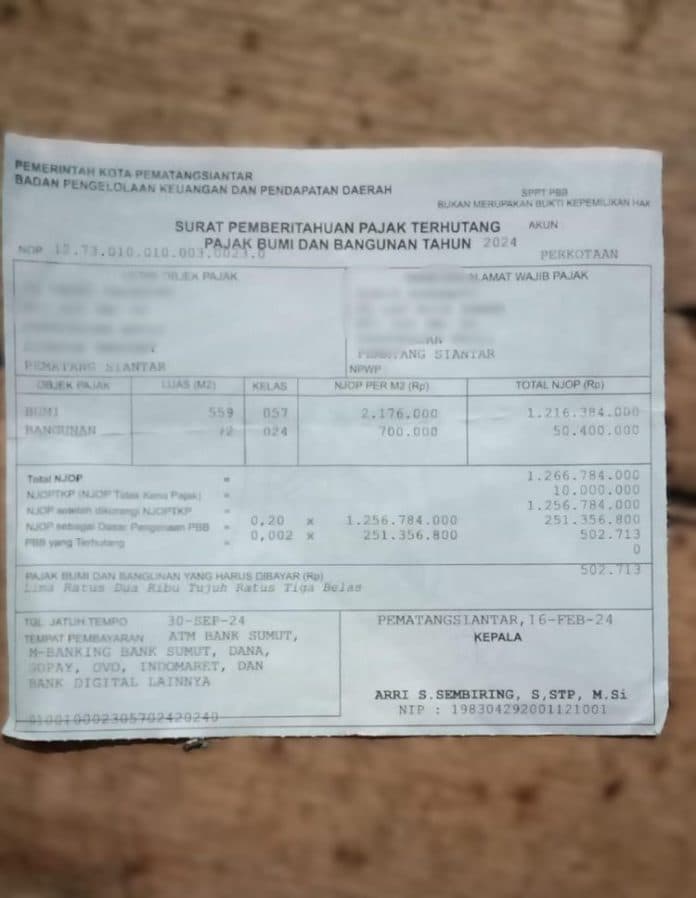 PEMERINTAH KOTA PEMATANGSIANTAR
BADAN PENGELOLAAN KEUANGAN DAN PENDAPATAN DAERAH
SPPT PBB
BUKAN MERUPAKAN BUKTI KEPEMILIKAN HAK
SURAT PEMBERITAHUAN PAJAK TERHUTANG
AKUN :
PAJAK BUMI DAN BANGUNAN TAHUN 2024
NOP 12.73.010.010.003.0023.0
PERKOTAAN
OBJEK PAJAK
ALAMAT WAJIB PAJAK
PEMATANG SIANTAR
PEMATANG SIANTAR
NPWP
OBJEK PAJAK LUAS (M2) KELAS NJOP PER M2 (Rp) TOTAL NJOP (Rp)
BUMI 559 057 2.176.000 1.216.384.000
BANGUNAN 024 700.000 50.400.000
Total NJOP = 1.266.784.000
NJOPTKP (NJOP Tidak Kena Pajak) = 10.000.000
NJOP setelah dikurangi NJOPTKP = 1.256.784.000
NJOP sebagai Dasar Pengenaan PBB = 0,20 x 1.256.784.000 251.356.800
PBB yang Terhutang = 0,002 x 251.356.800 502.713
0
PAJAK BUMI DAN BANGUNAN YANG HARUS DIBAYAR (Rp) 502.713
Lima Ratus Dua Ribu Tujuh Ratus Tiga Belas
TGL JATUH TEMPO 30-SEP-24
TEMPAT PEMBAYARAN ATM BANK SUMUT,
M-BANKING BANK SUMUT, DANA,
GOPAY, OVO, INDOMARET, DAN
BANK DIGITAL LAINNYA
010010002305702420240
PEMATANGSIANTAR,16-FEB-24
KEPALA
ARRI S.SEMBIRING, S,STP, M.Si
NIP : 198304292001121001